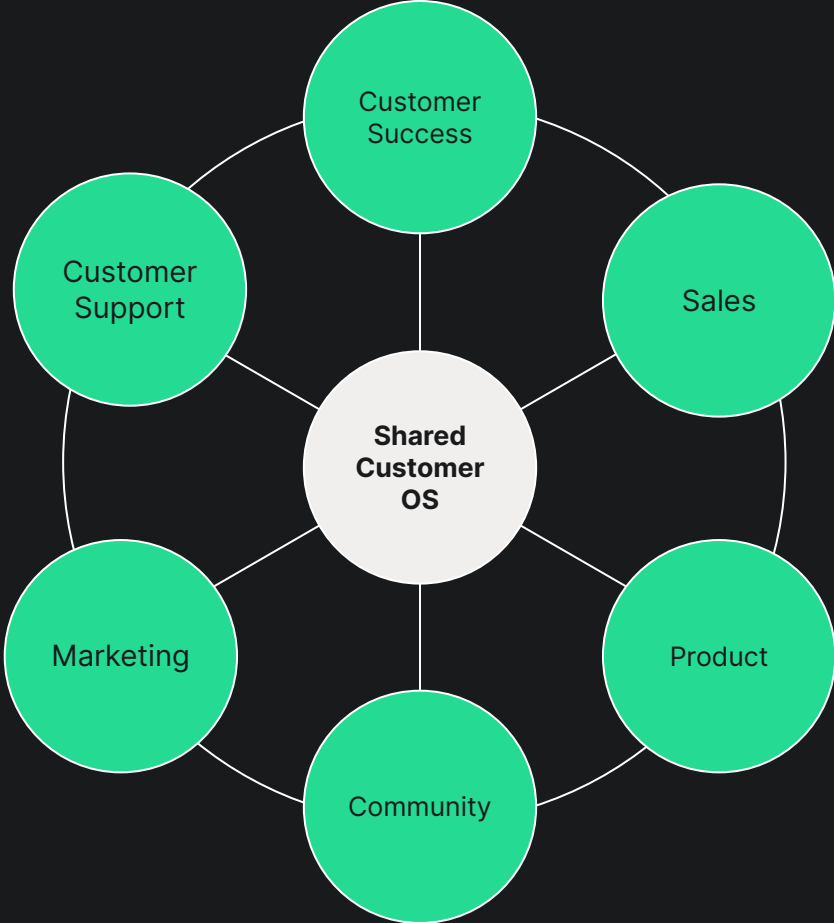 Customer
Success
Customer
Support
Sales
Shared
Customer
OS
Marketing
Product
Community